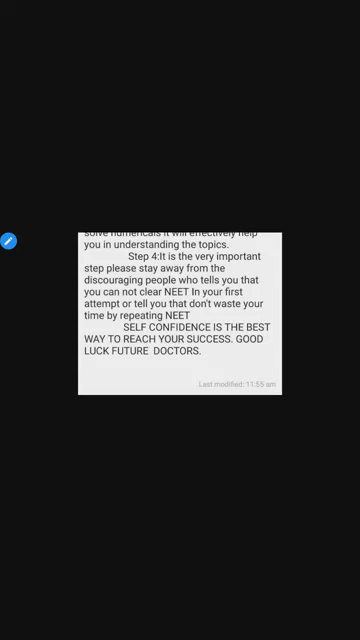 solve numericals it will effectively help
you in understanding the topics.
Step 4:It is the very important
step please stay away from the
discouraging people who tells you that
you can not clear NEET In your first
attempt or tell you that don't waste your
time by repeating NEET
SELF CONFIDENCE IS THE BEST
WAY TO REACH YOUR SUCCESS. GOOD
LUCK FUTURE DOCTORS.
Last modified: 11.55 am